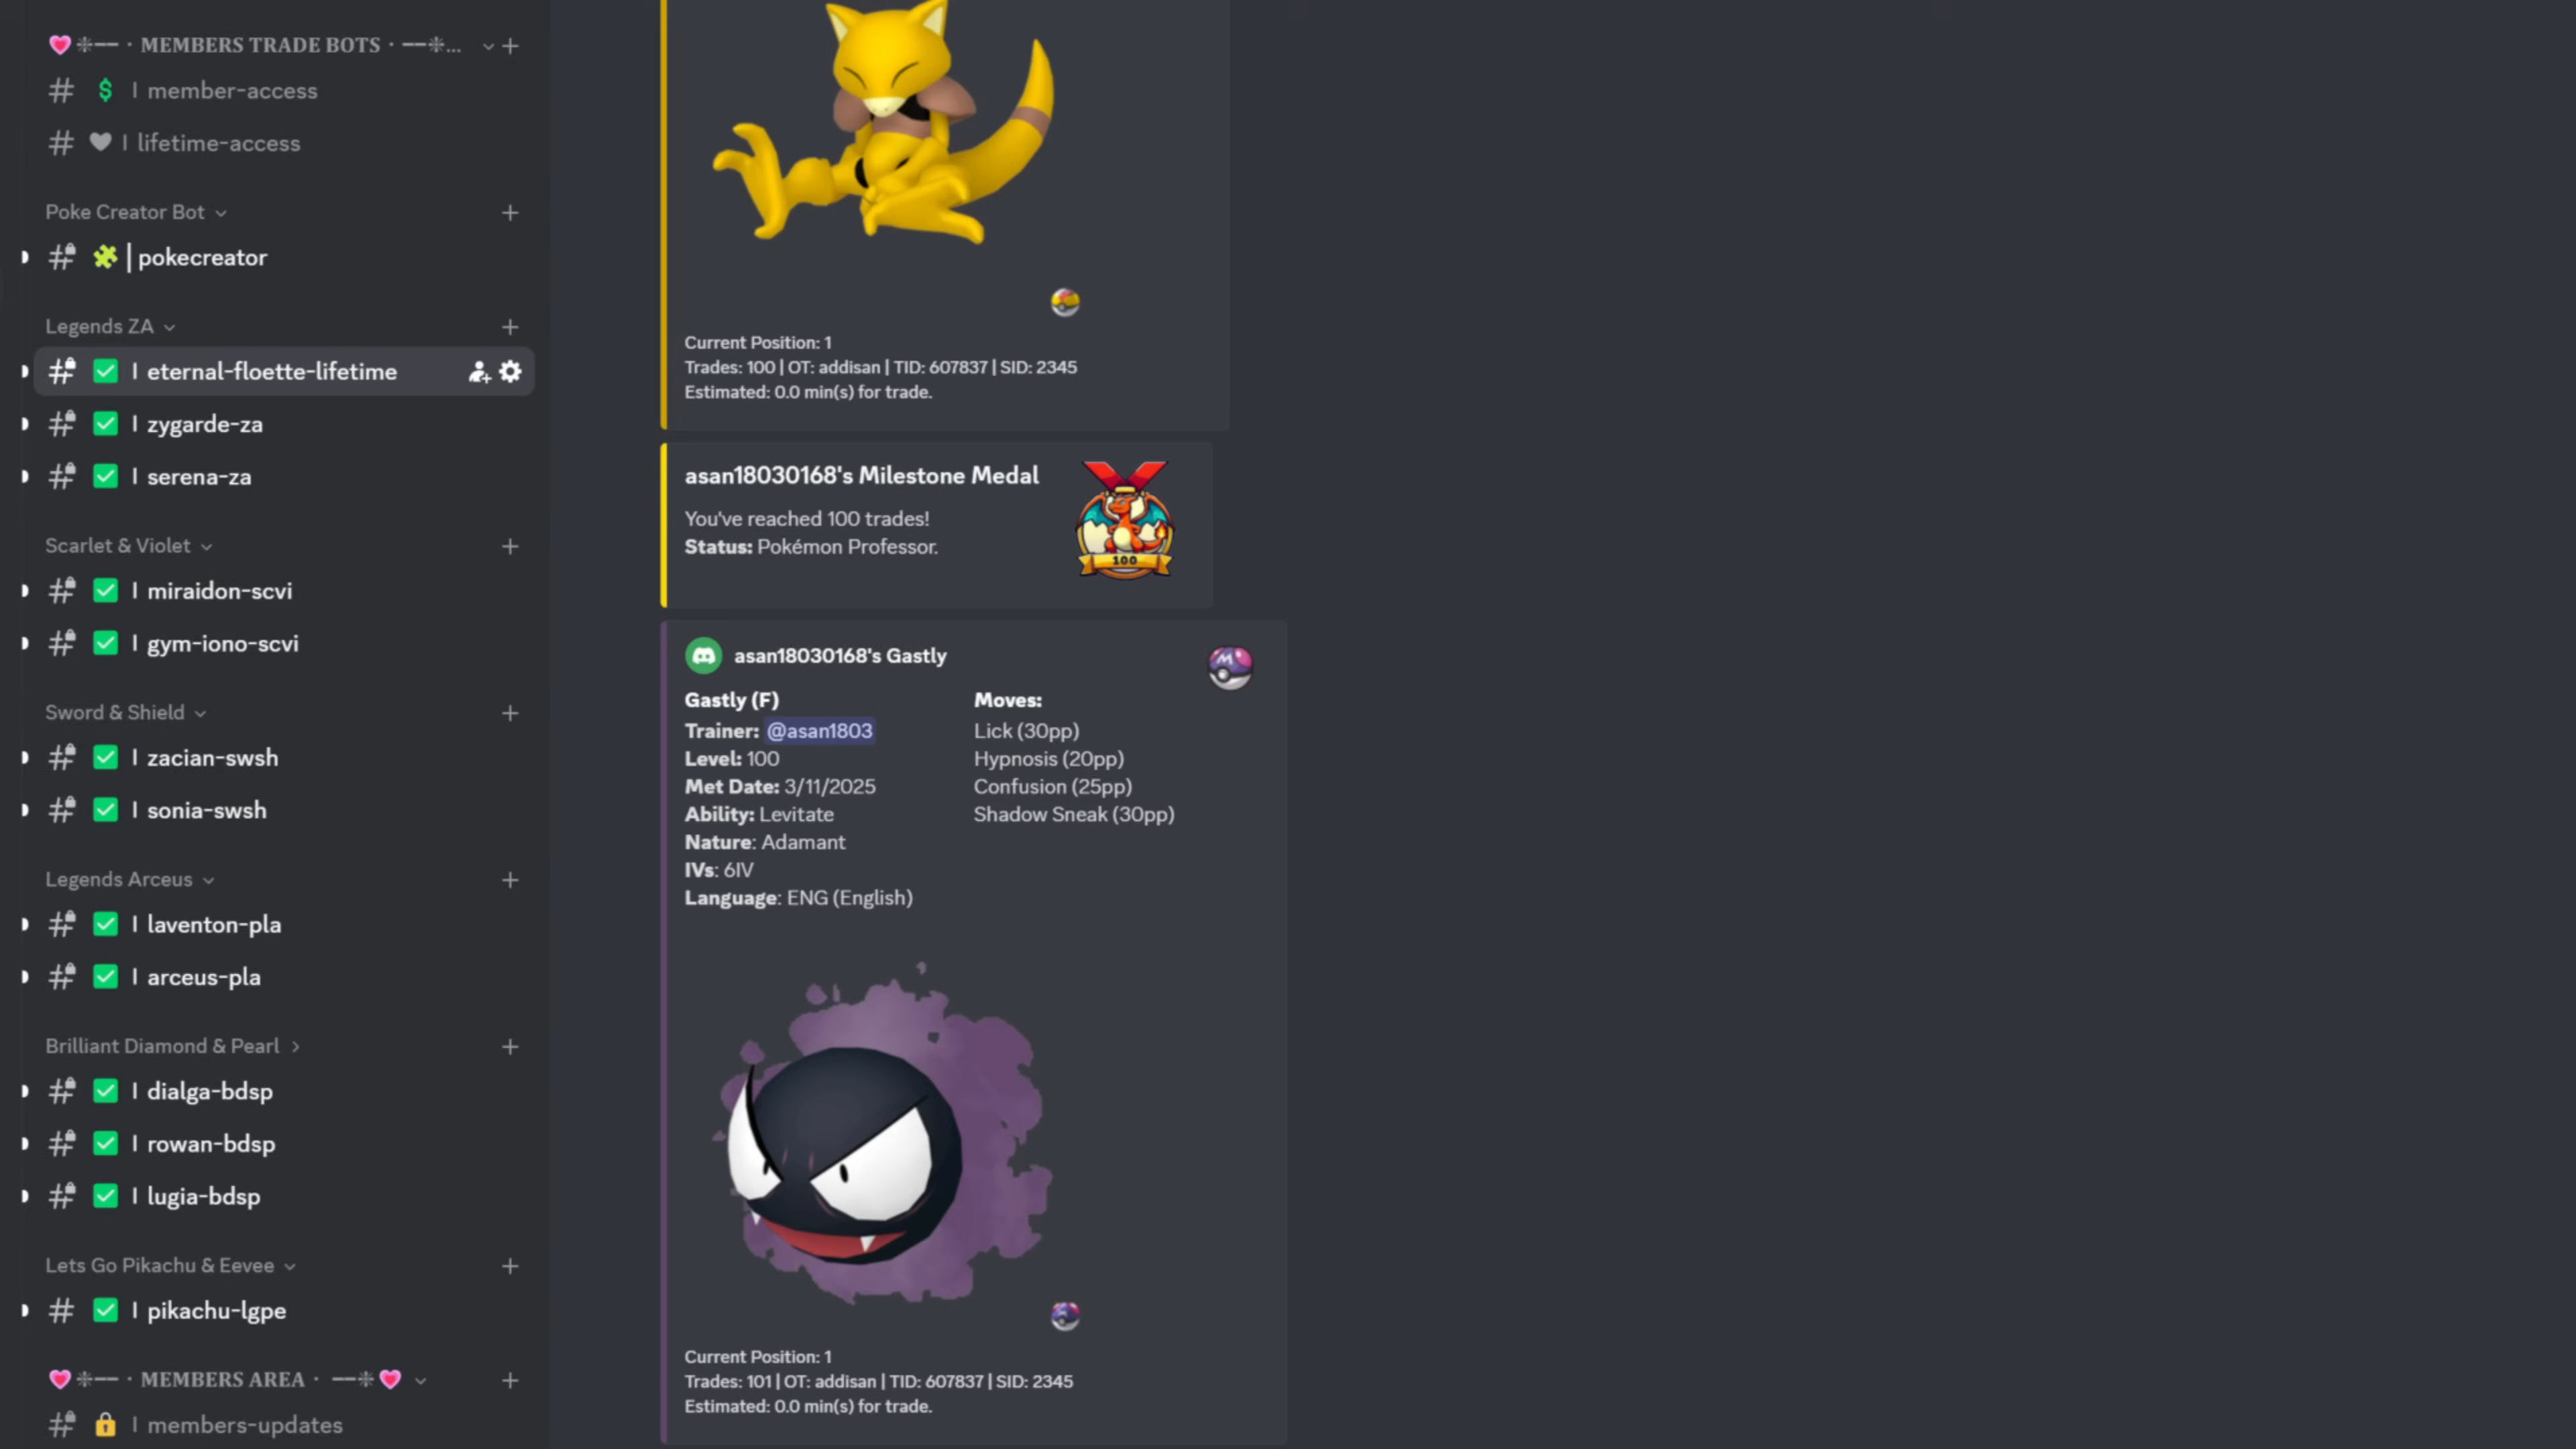 MEMBERS TRADE BOTS
member-access
lifetime-access
Poke Creator Bot
pokecreator
Legends ZA
eternal-floette-lifetime
zygarde-za
serena-za
Scarlet & Violet
miraidon-scvi
gym-iono-scvi
Sword & Shield
zacian-swsh
sonia-swsh
Legends Arceus
laventon-pla
arceus-pla
Brilliant Diamond & Pearl
dialga-bdsp
rowan-bdsp
lugia-bdsp
Lets Go Pikachu & Eevee
pikachu-lgpe
MEMBERS AREA
members-updates
Current Position: 1
Trades: 100 | OT: addisan | TID: 607837 | SID: 2345
Estimated: 0.0 min(s) for trade.
asan18030168's Milestone Medal
You've reached 100 trades!
Status: Pokémon Professor.
100
asan18030168's Gastly
M
Gastly (F)
Trainer: @asan1803
Level: 100
Met Date: 3/11/2025
Ability: Levitate
Nature: Adamant
IVs: 6IV
Language: ENG (English)
Moves:
Lick (30pp)
Hypnosis (20pp)
Confusion (25pp)
Shadow Sneak (30pp)
Current Position: 1
Trades: 101 | OT: addisan | TID: 607837 | SID: 2345
Estimated: 0.0 min(s) for trade.